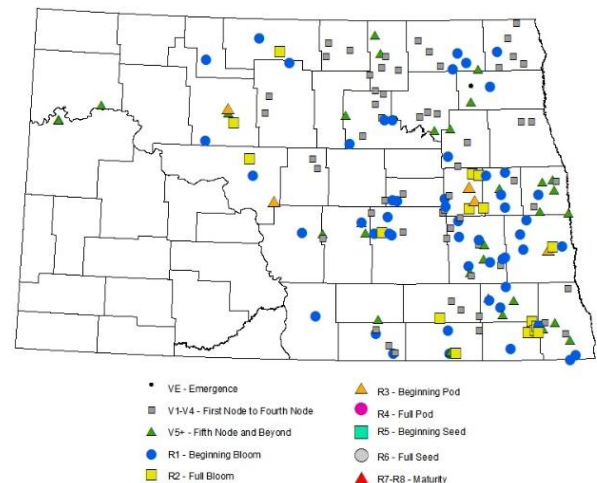 VE - Emergence
V1-V4 - First Node to Fourth Node
V5+ - Fifth Node and Beyond
R1 - Beginning Bloom
R2 - Full Bloom
R3 - Beginning Pod
R4 - Full Pod
R5 - Beginning Seed
R6 - Full Seed
R7-R8 - Maturity